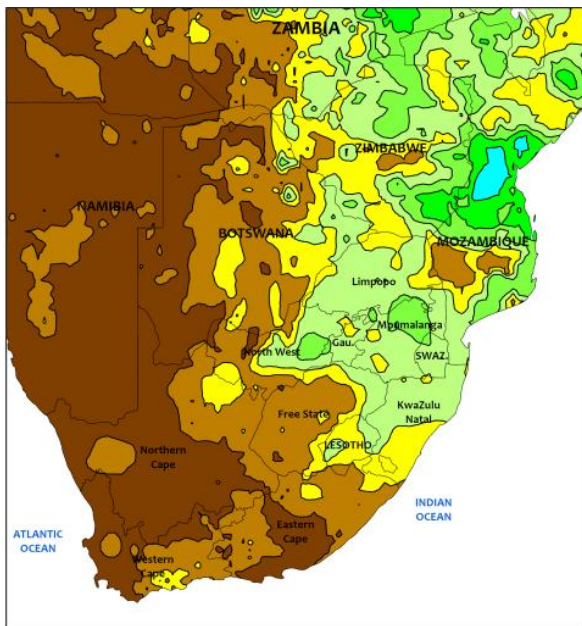 ZAMBIA
ZIMBABWE
NAMIBIA
BOTSWANA
MOZAMBIQUE
Limpopo
Mpumalanga
North West
Gau.
SWAZ.
KwaZulu
Natal
Free State
LESOTHO
Northern
Cape
INDIAN
OCEAN
ATLANTIC
OCEAN
Eastern
Cape
Western
Cape